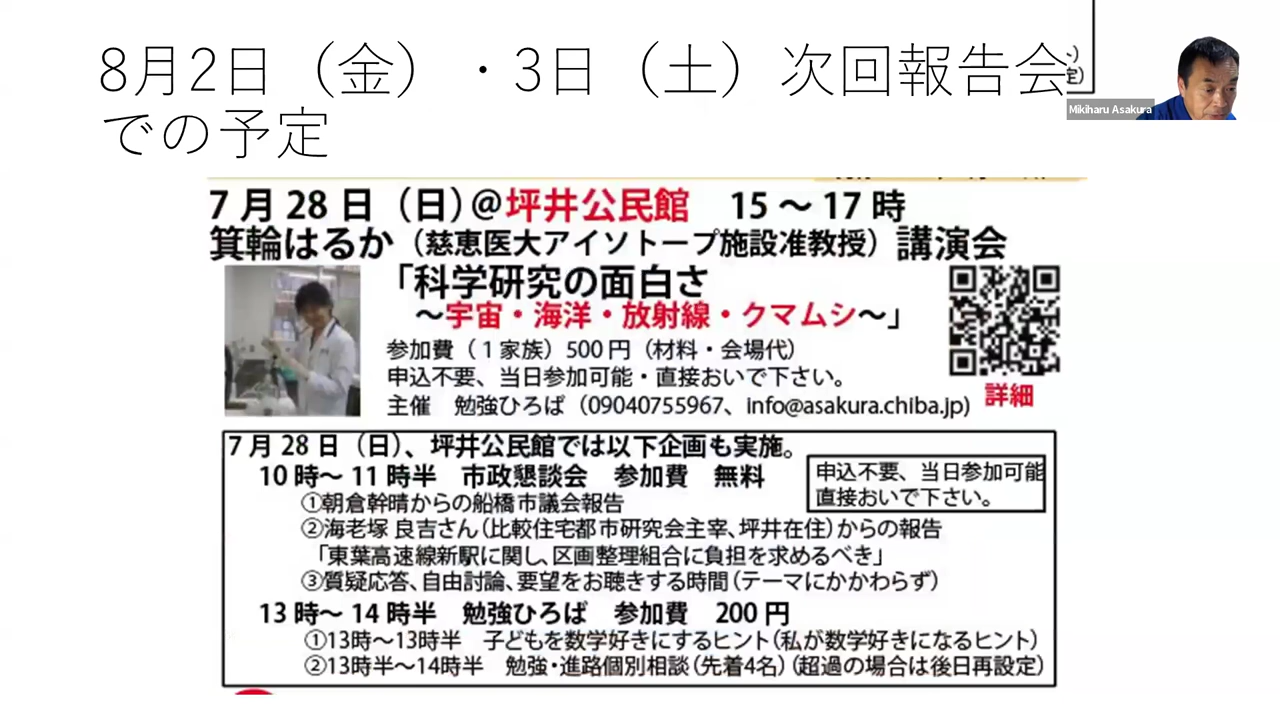 8月2日（金）・3日（土）次回報告会
での予定
定）
Mikiharu Asakura
7月28日（日）＠坪井公民館　15～17時
箕輪はるか（慈恵医大アイソトープ施設准教授）講演会
「科学研究の面白さ
～宇宙・海洋・放射線・クマムシ～」
参加費（１家族）500円（材料・会場代）
申込不要、当日参加可能・直接おいで下さい。
主催　勉強ひろば（09040755967、info@asakura.chiba.jp)
詳細
7月28日（日）、坪井公民館では以下企画も実施。
10時～11時半　市政懇談会　参加費　無料
申込不要、当日参加可能
直接おいで下さい。
①朝倉幹晴からの船橋市議会報告
②海老塚 良吉さん（比較住宅都市研究会主宰、坪井在住）からの報告
「東葉高速線新駅に関し、区画整理組合に負担を求めるべき」
③質疑応答、自由討論、要望をお聴きする時間（テーマにかかわらず）
13時～14時半　勉強ひろば　参加費　200円
①13時～13時半　子どもを数学好きにするヒント（私が数学好きになるヒント）
②13時半～14時半　勉強・進路個別相談（先着4名）（超過の場合は後日再設定）